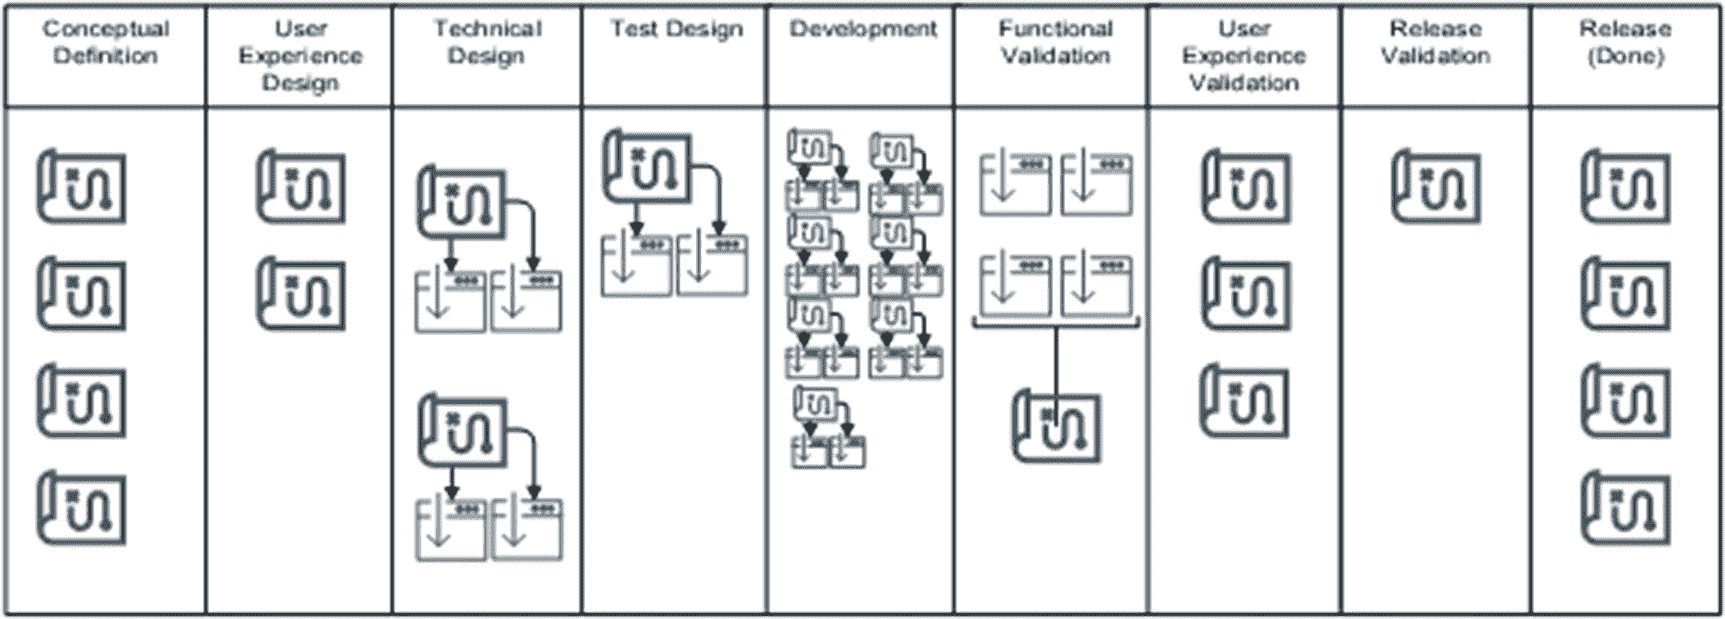 Conceptual
Definition
User
Experience
Design
Technical
Design
Test Design
Development
Functional
Validation
User
Experience
Validation
Release
Validation
Release
(Done)